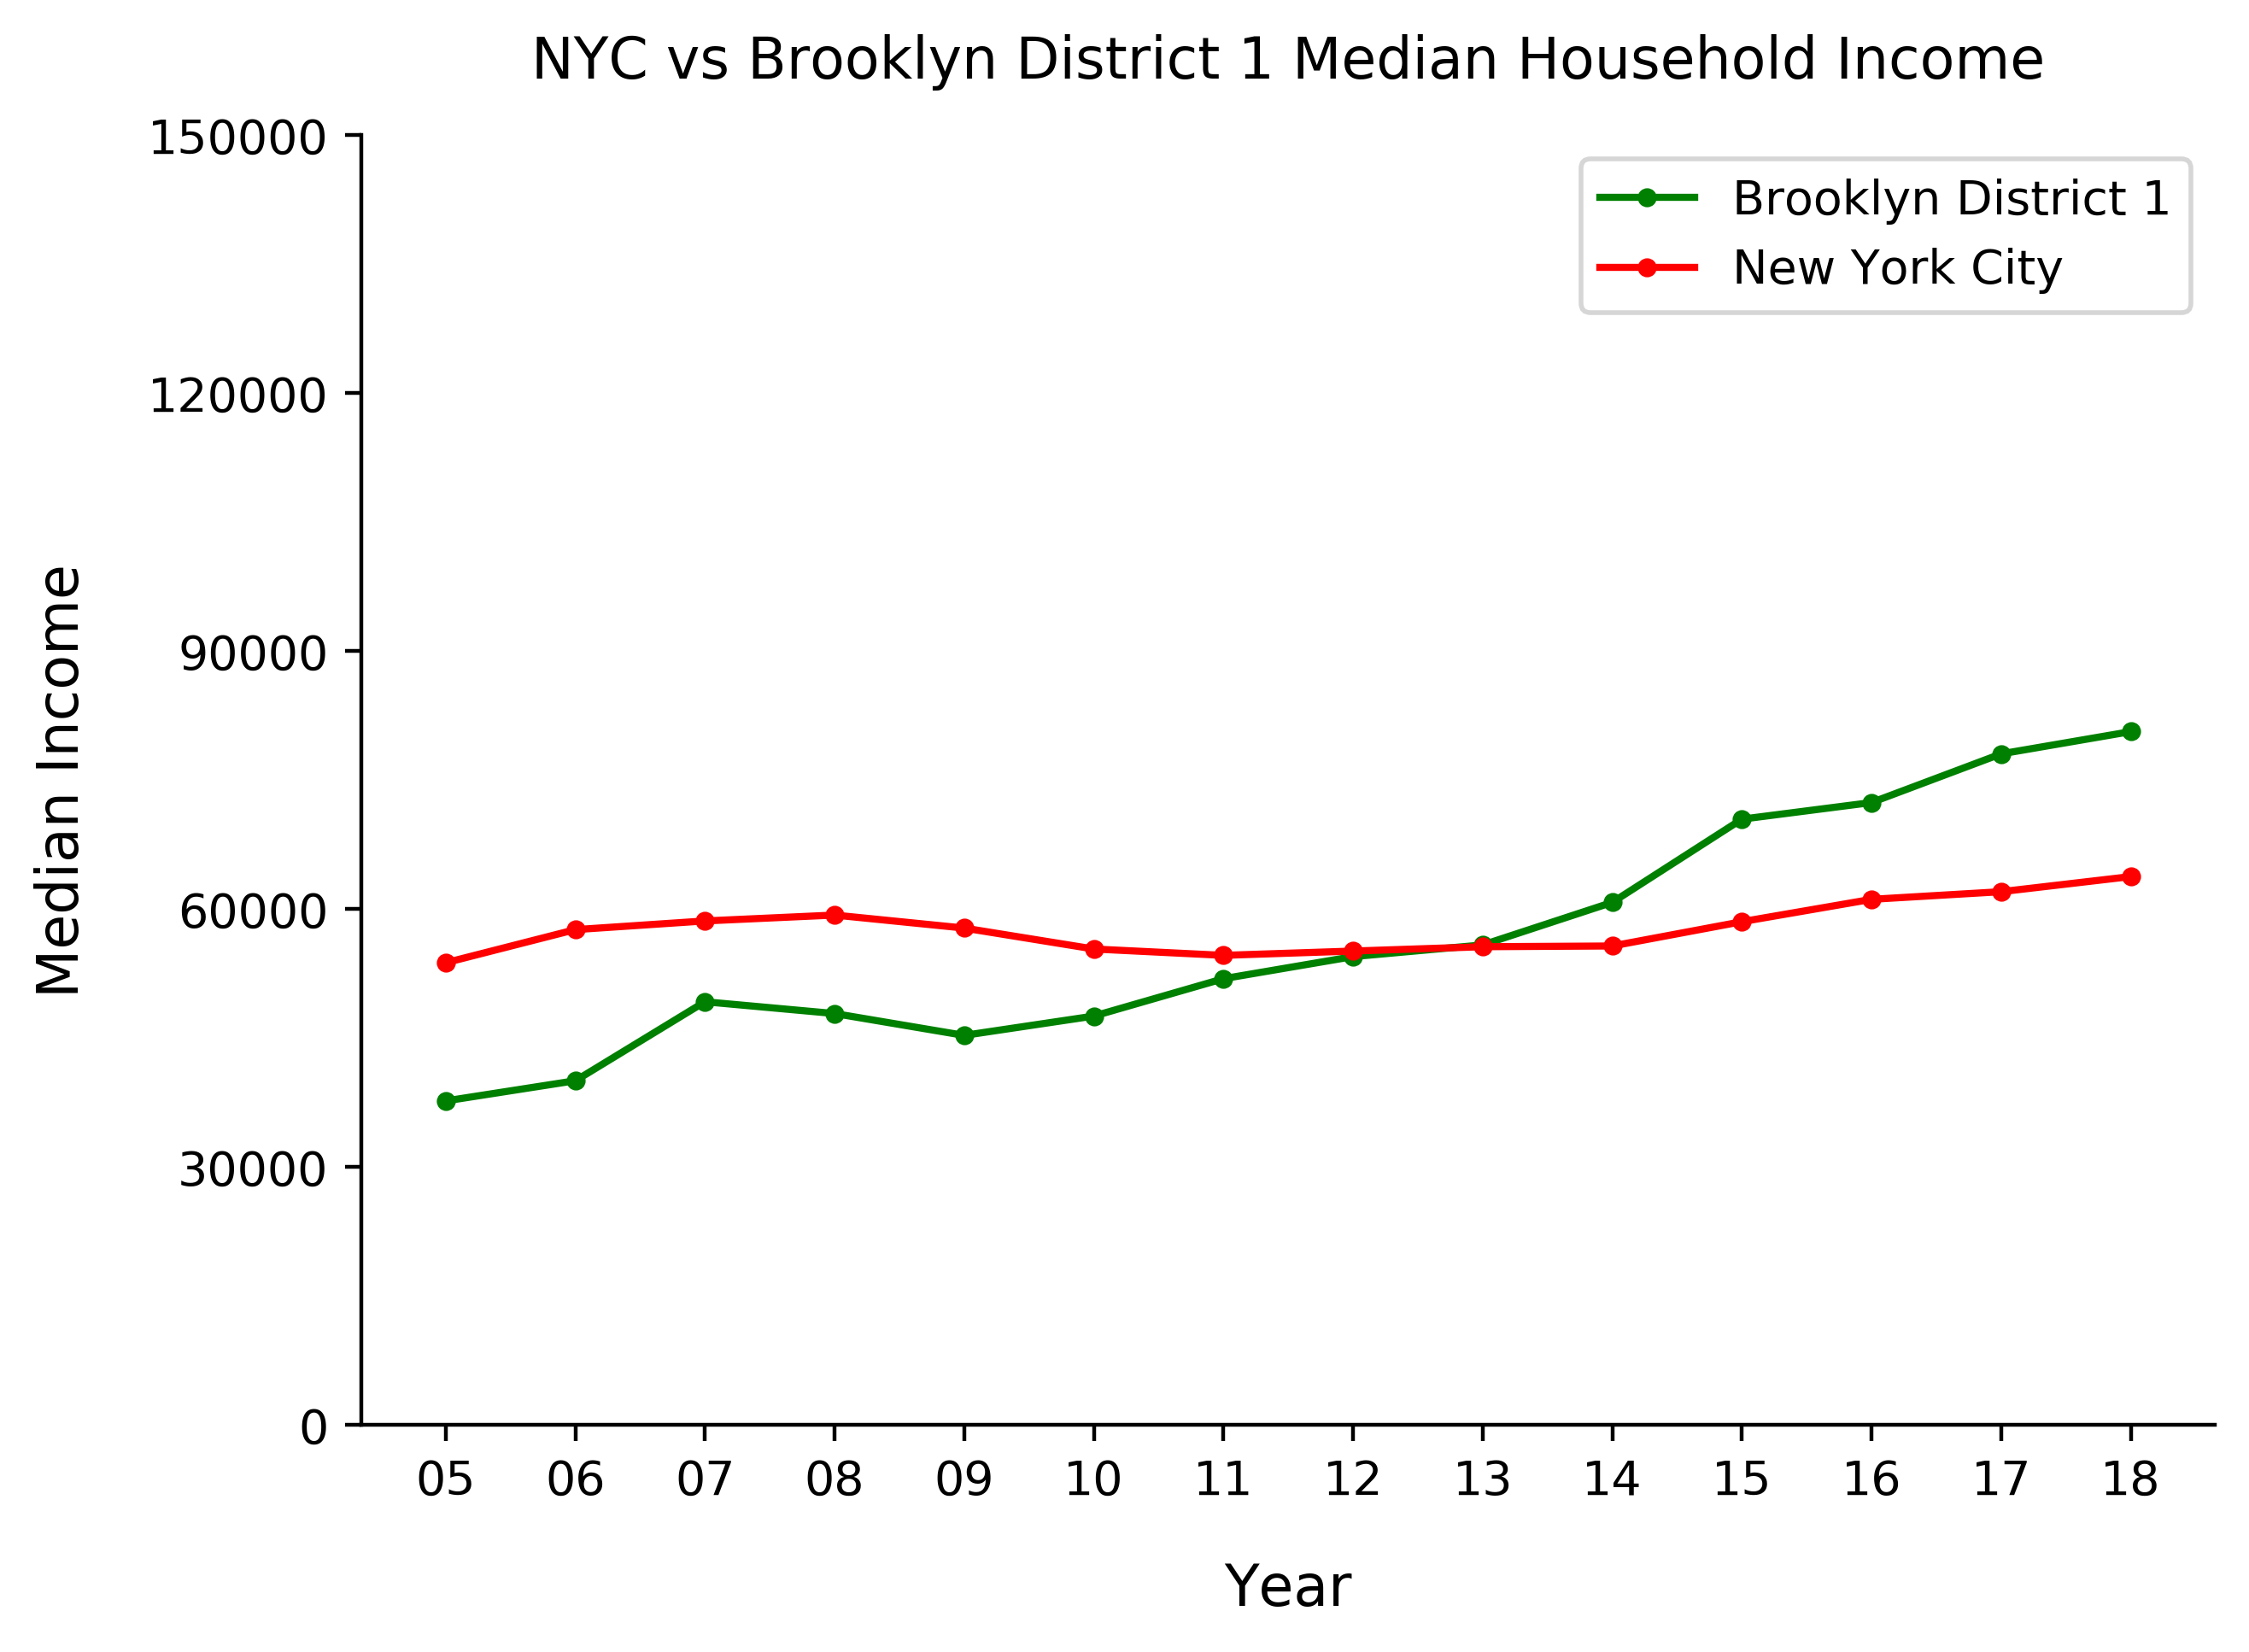 NYC vs Brooklyn District 1 Median Household Income
150000
120000
90000
60000
30000
0
Median Income
Brooklyn District 1
New York City
05 06 07 08 09 10 11 12 13 14 15 16 17 18
Year